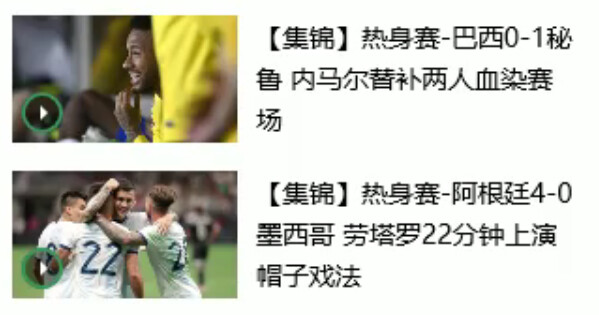 【集锦】热身赛-巴西0-1秘
鲁 内马尔替补两人血染赛
场
22
【集锦】热身赛-阿根廷4-0
墨西哥 劳塔罗22分钟上演
帽子戏法